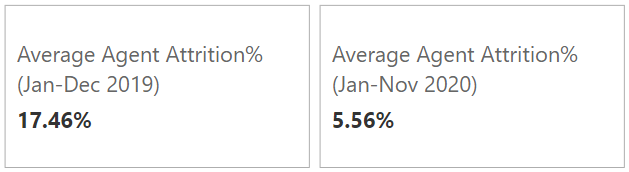 Average Agent Attrition%
(Jan-Dec 2019)
17.46%
Average Agent Attrition%
(Jan-Nov 2020)
5.56%